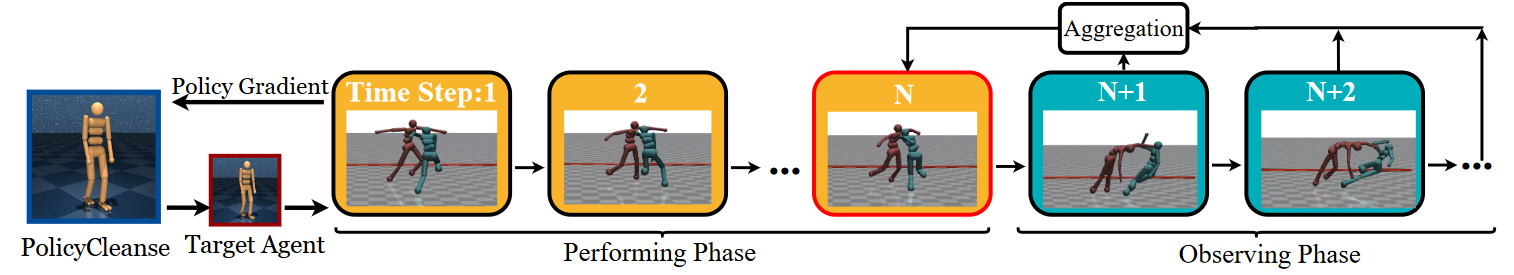 Aggregation
Policy Gradient
Time Step:1
2
...
N
N+1
N+2
...
PolicyCleanse
Target Agent
Performing Phase
Observing Phase